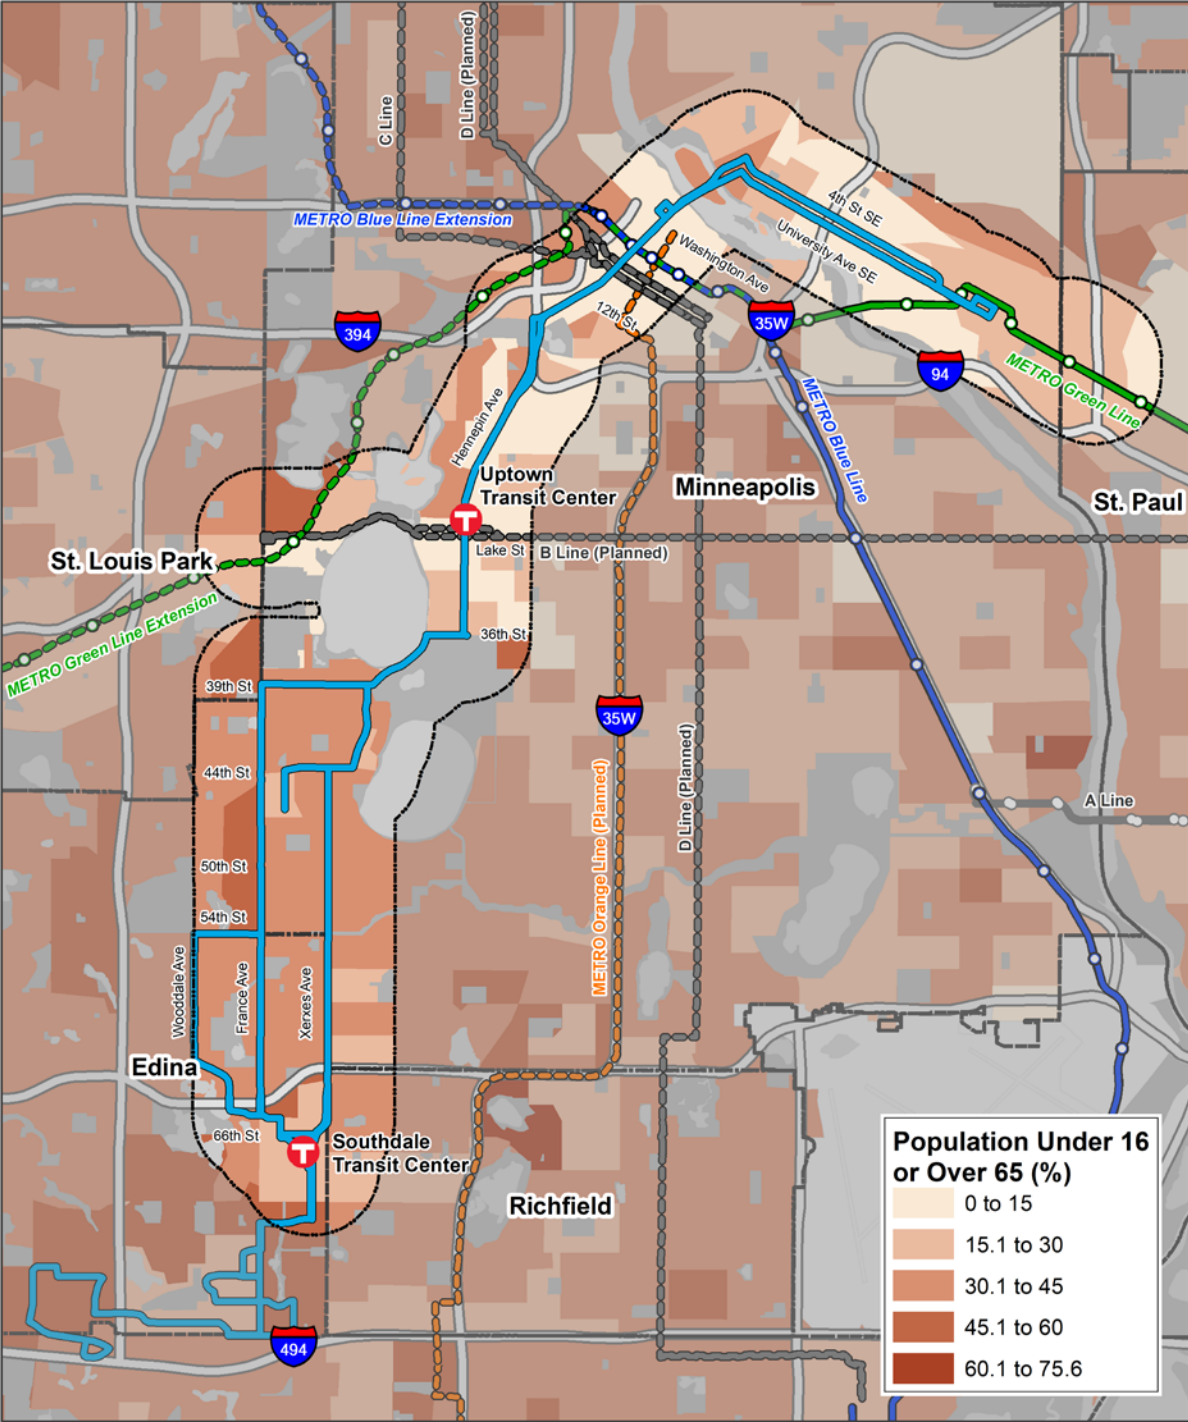 C Line
D Line (Planned)
METRO Blue Line Extension
4th St SE
University Ave SE
Washington Ave
12th St
394
35W
94
METRO Green Line
METRO Blue Line
Hennepin Ave
Uptown
Transit Center
Minneapolis
St. Paul
Lake St
B Line (Planned)
St. Louis Park
METRO Green Line Extension
36th St
39th St
35W
44th St
D Line (Planned)
METRO Orange Line (Planned)
A Line
50th St
54th St
Wooddale Ave
France Ave
Xerxes Ave
Edina
66th St
T
T
Southdale
Transit Center
Richfield
494
Population Under 16
or Over 65 (%)
0 to 15
15.1 to 30
30.1 to 45
45.1 to 60
60.1 to 75.6